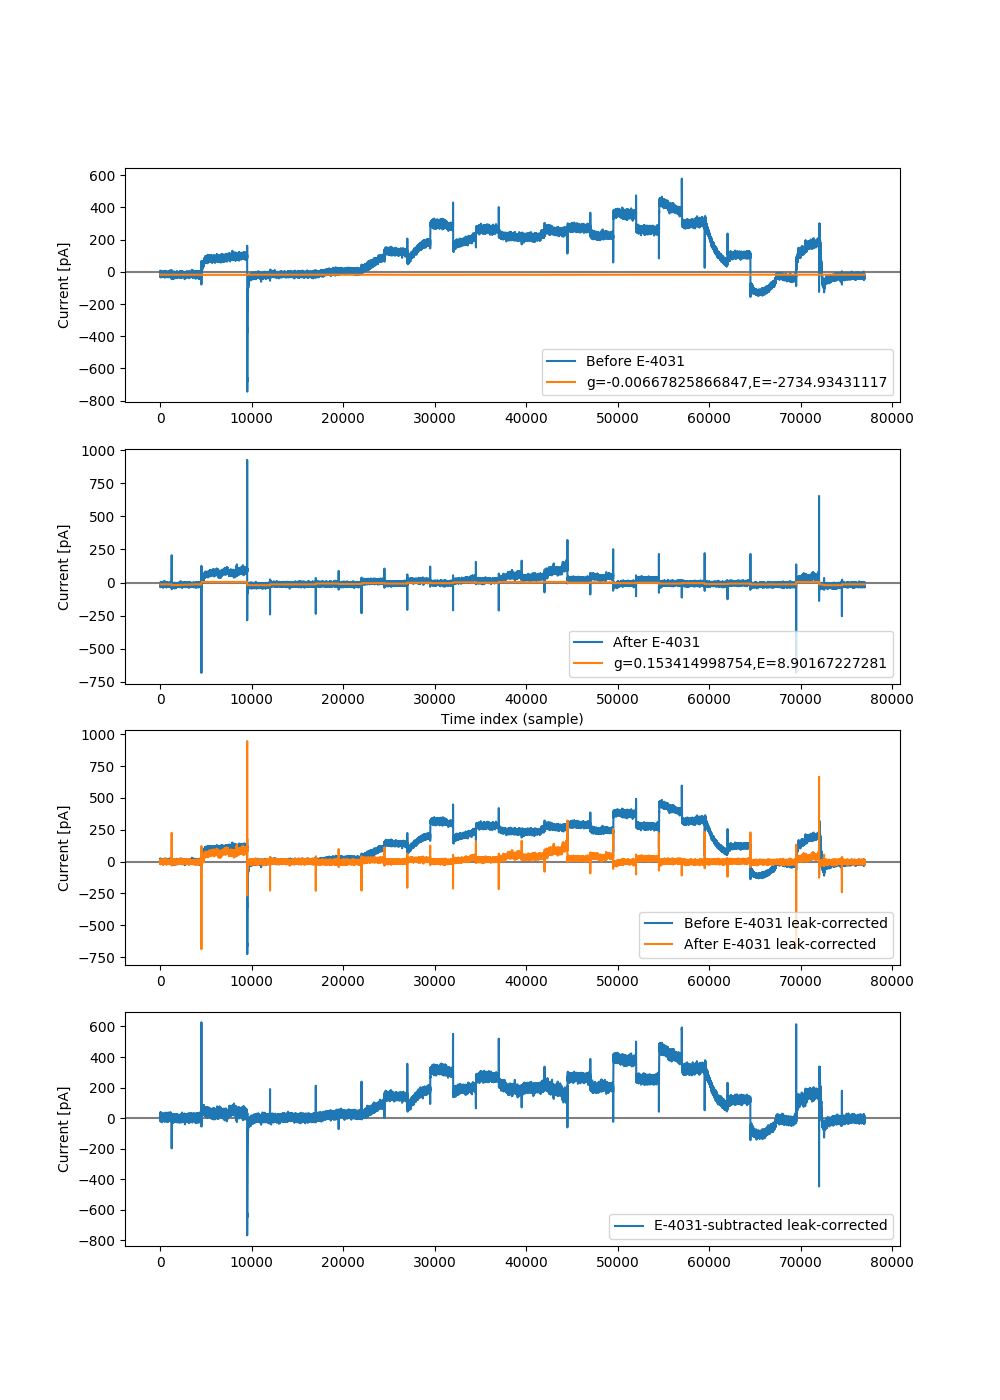 600
400
200
0
−200
−400
−600
−800
Current [pA]
Before E-4031
g=-0.00667825866847,E=-2734.93431117
0 10000 20000 30000 40000 50000 60000 70000 80000
1000
750
500
250
0
−250
−500
−750
Current [pA]
After E-4031
g=0.153414998754,E=8.90167227281
0 10000 20000 30000 40000 50000 60000 70000 80000
Time index (sample)
1000
750
500
250
0
−250
−500
−750
Current [pA]
Before E-4031 leak-corrected
After E-4031 leak-corrected
0 10000 20000 30000 40000 50000 60000 70000 80000
600
400
200
0
−200
−400
−600
−800
Current [pA]
E-4031-subtracted leak-corrected
0 10000 20000 30000 40000 50000 60000 70000 80000